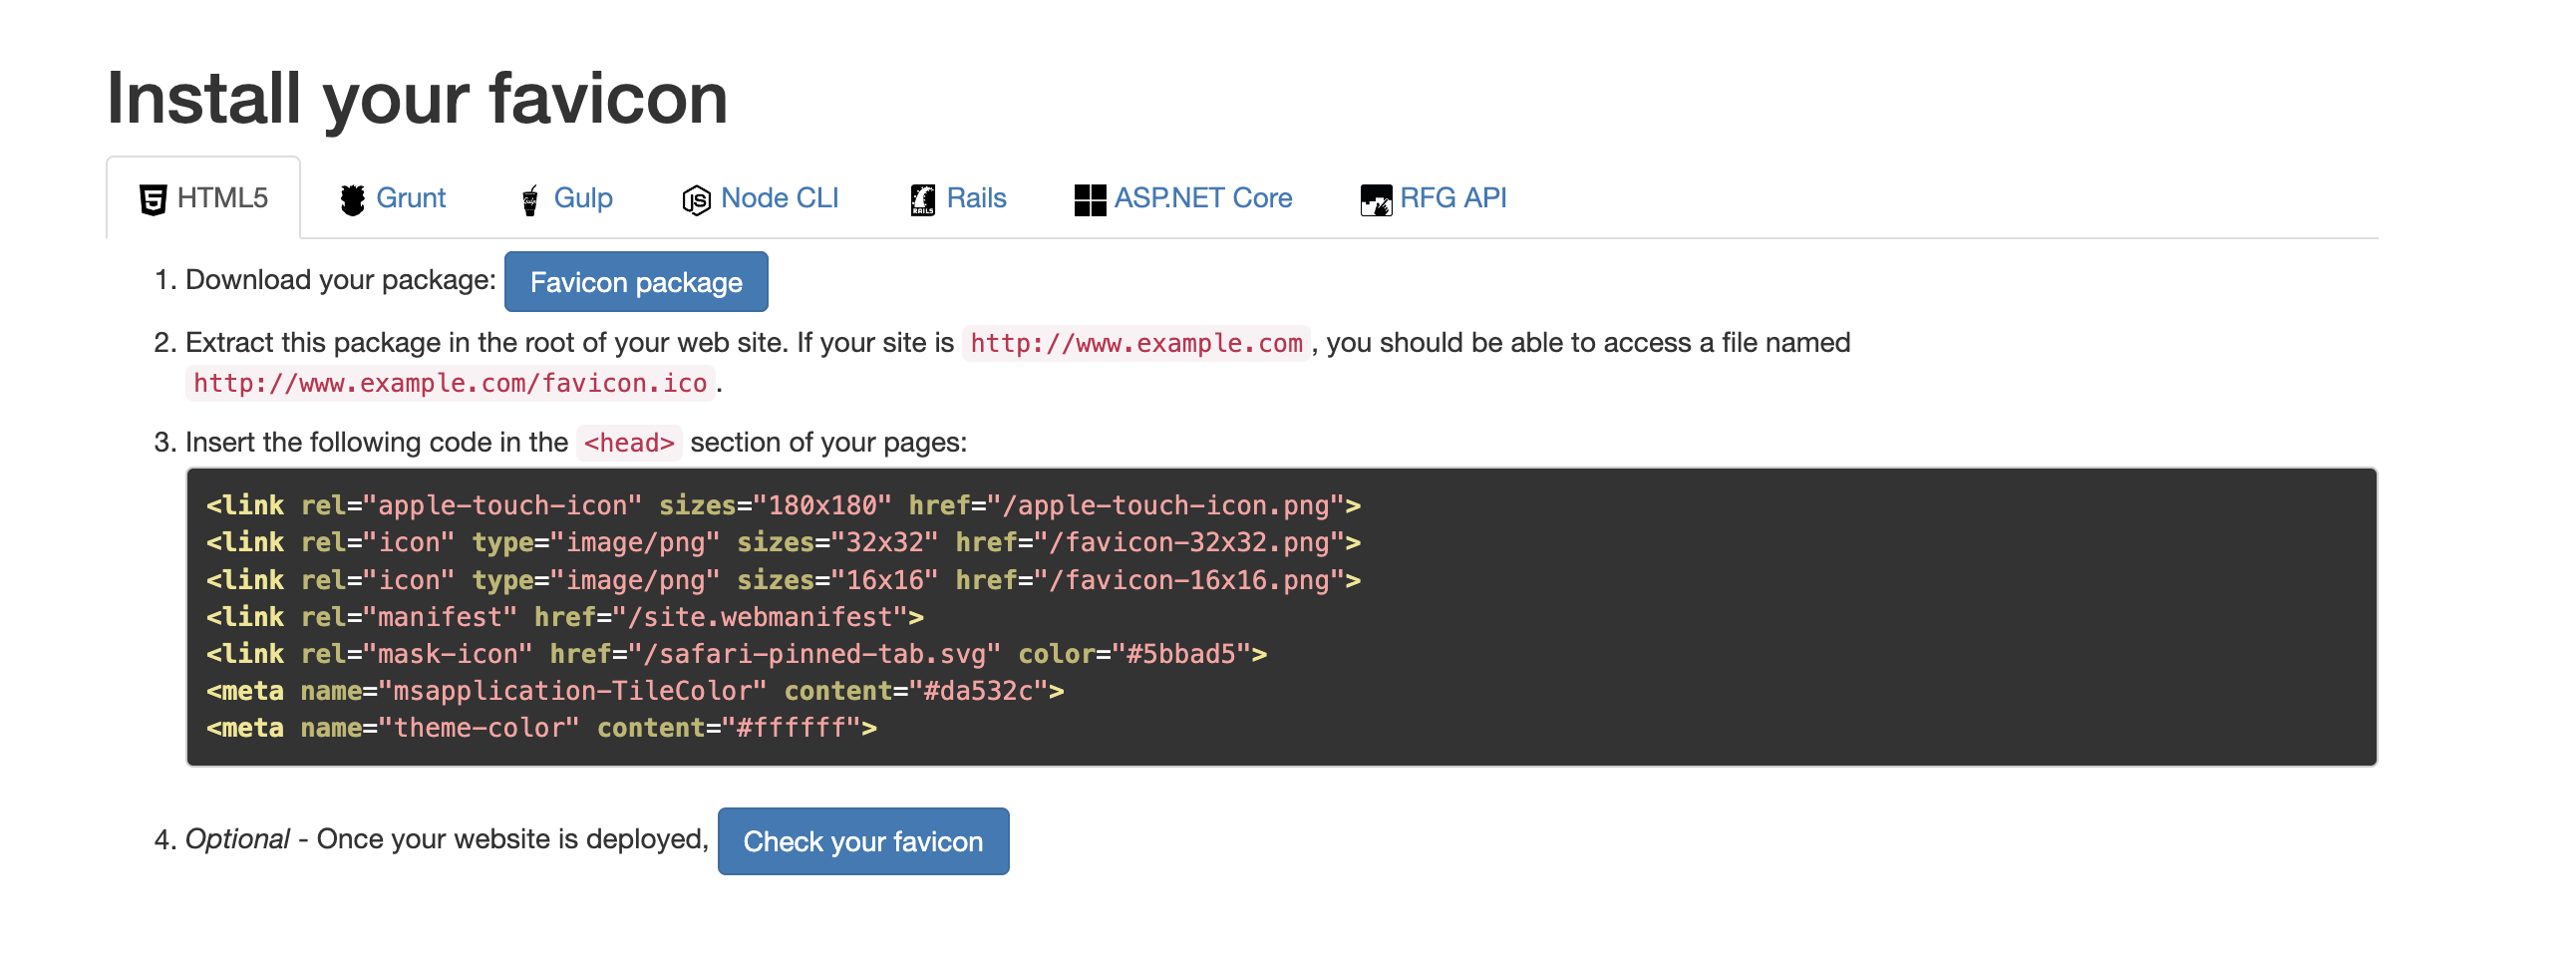 Install your favicon
HTML5 Grunt Gulp Node CLI Rails ASP.NET Core RFG API
1. Download your package: Favicon package
2. Extract this package in the root of your web site. If your site is http://www.example.com, you should be able to access a file named
http://www.example.com/favicon.ico.
3. Insert the following code in the <head> section of your pages:
<link rel="apple-touch-icon" sizes="180x180" href="/apple-touch-icon.png">
<link rel="icon" type="image/png" sizes="32x32" href="/favicon-32x32.png">
<link rel="icon" type="image/png" sizes="16x16" href="/favicon-16x16.png">
<link rel="manifest" href="/site.webmanifest">
<link rel="mask-icon" href="/safari-pinned-tab.svg" color="#5bbad5">
<meta name="msapplication-TileColor" content="#da532c">
<meta name="theme-color" content="#ffffff">
4. Optional - Once your website is deployed, Check your favicon